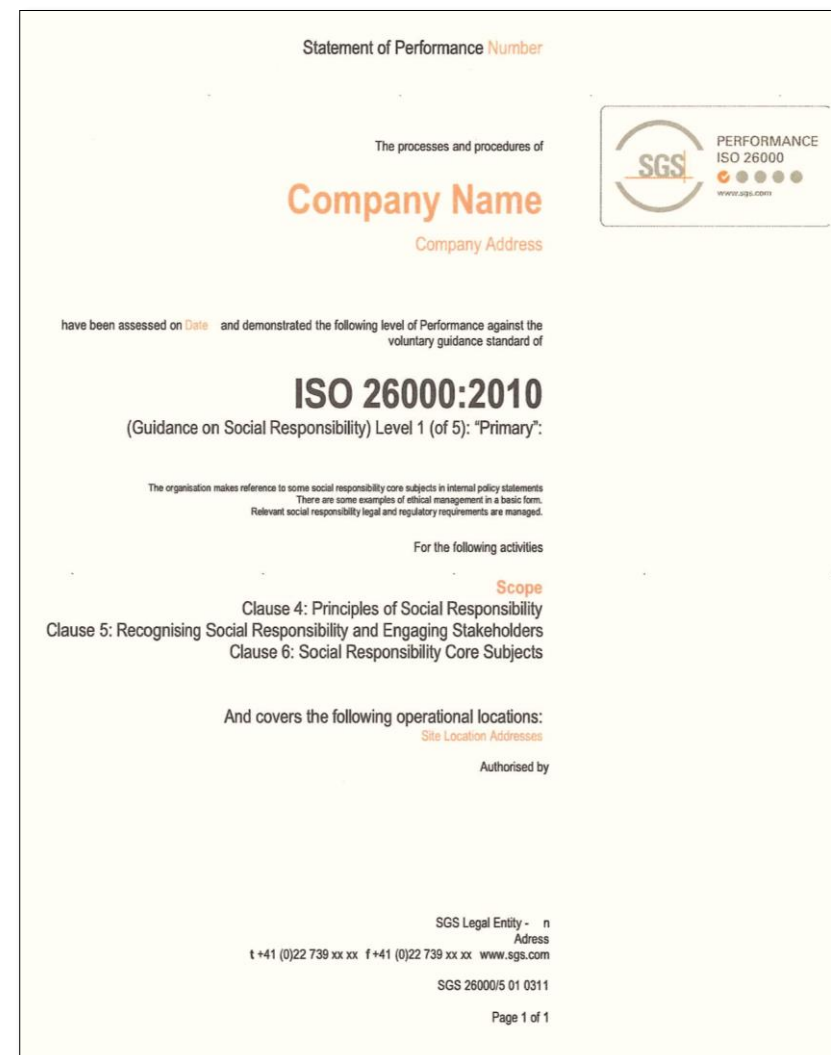 Statement of Performance Number
The processes and procedures of
SGS
PERFORMANCE
ISO 26000
www.sgs.com
Company Name
Company Address
have been assessed on Date and demonstrated the following level of Performance against the
voluntary guidance standard of
ISO 26000:2010
(Guidance on Social Responsibility) Level 1 (of 5): “Primary”:
The organisation makes reference to some social responsibility core subjects in internal policy statements
There are some examples of ethical management in a basic form.
Relevant social responsibility legal and regulatory requirements are managed.
For the following activities
Scope
Clause 4: Principles of Social Responsibility
Clause 5: Recognising Social Responsibility and Engaging Stakeholders
Clause 6: Social Responsibility Core Subjects
And covers the following operational locations:
Site Location Addresses
Authorised by
SGS Legal Entity - n
Adress
t +41 (0)22 739 xx xx f +41 (0)22 739 xx xx www.sgs.com
SGS 26000/5 01 0311
Page 1 of 1